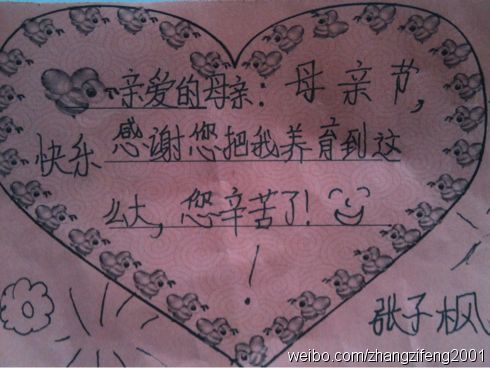 亲爱的母亲：母亲节，
快乐感谢您把我养育到这
么大，您辛苦了！
！
张子枫
weibo.com/zhangzifeng2001